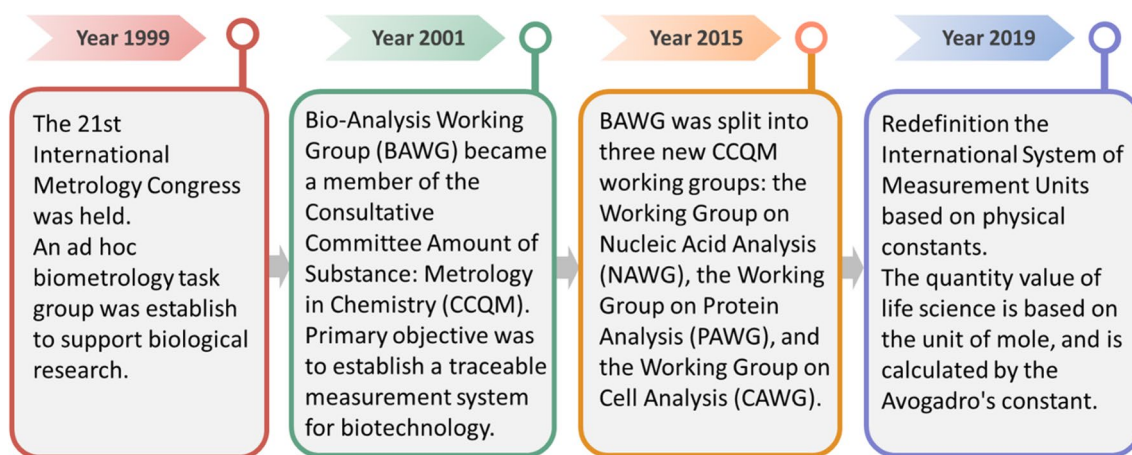 Year 1999
The 21st
International
Metrology Congress
was held.
An ad hoc
biometrology task
group was establish
to support biological
research.
Year 2001
Bio-Analysis Working
Group (BAWG) became
a member of the
Consultative
Committee Amount of
Substance: Metrology
in Chemistry (CCQM).
Primary objective was
to establish a traceable
measurement system
for biotechnology.
Year 2015
BAWG was split into
three new CCQM
working groups: the
Working Group on
Nucleic Acid Analysis
(NAWG), the Working
Group on Protein
Analysis (PAWG), and
the Working Group on
Cell Analysis (CAWG).
Year 2019
Redefinition the
International System of
Measurement Units
based on physical
constants.
The quantity value of
life science is based on
the unit of mole, and is
calculated by the
Avogadro's constant.